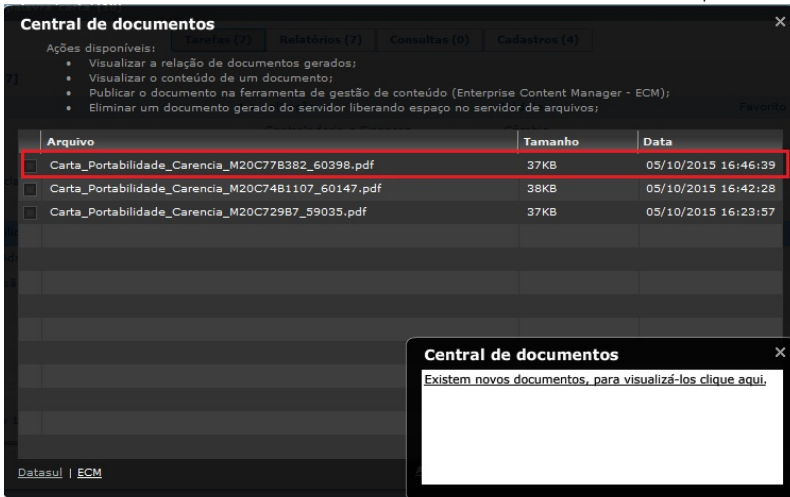 Central de documentos
Ações disponíveis:
Tarefas (7) Relatórios (7) Consultas (0) Cadastros (4)
• Visualizar a relação de documentos gerados;
• Visualizar o conteúdo de um documento;
• Publicar o documento na ferramenta de gestão de conteúdo (Enterprise Content Manager - ECM);
• Eliminar um documento gerado do servidor liberando espaço no servidor de arquivos;
Favorito
Arquivo Tamanho Data
Carta_Portabilidade_Carencia_M20C77B382_60398.pdf 37KB 05/10/2015 16:46:39
Carta_Portabilidade_Carencia_M20C74B1107_60147.pdf 38KB 05/10/2015 16:42:28
Carta_Portabilidade_Carencia_M20C729B7_59035.pdf 37KB 05/10/2015 16:23:57
Central de documentos
Existem novos documentos, para visualizá-los clique aqui.
Datasul | ECM